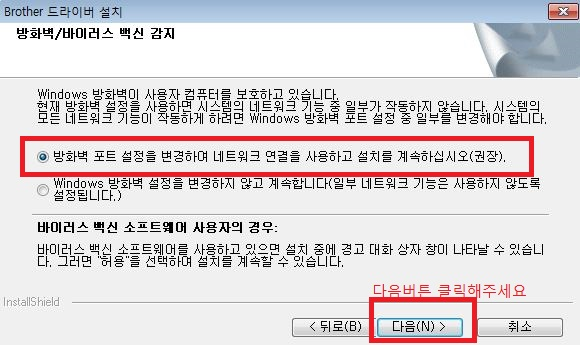 Brother 드라이버 설치
방화벽/바이러스 백신 감지
Windows 방화벽이 사용자 컴퓨터를 보호하고 있습니다.
현재 방화벽 설정을 사용하면 시스템의 네트워크 기능 중 일부가 작동하지 않습니다. 시스템의
모든 네트워크 기능이 작동하게 하려면 Windows 방화벽 포트 설정 중 일부를 변경해야 합니다.
방화벽 포트 설정을 변경하여 네트워크 연결을 사용하고 설치를 계속하십시오(권장).
Windows 방화벽 설정을 변경하지 않고 계속합니다(일부 네트워크 기능은 사용하지 않도록
설정됩니다.)
바이러스 백신 소프트웨어 사용자의 경우:
바이러스 백신 소프트웨어를 사용하고 있으면 설치 중에 경고 대화 상자 창이 나타날 수 있습니
다. 그러면 "허용"을 선택하여 설치를 계속할 수 있습니다.
다음버튼 클릭해주세요
InstallShield
< 뒤로(B)
다음(N) >
취소